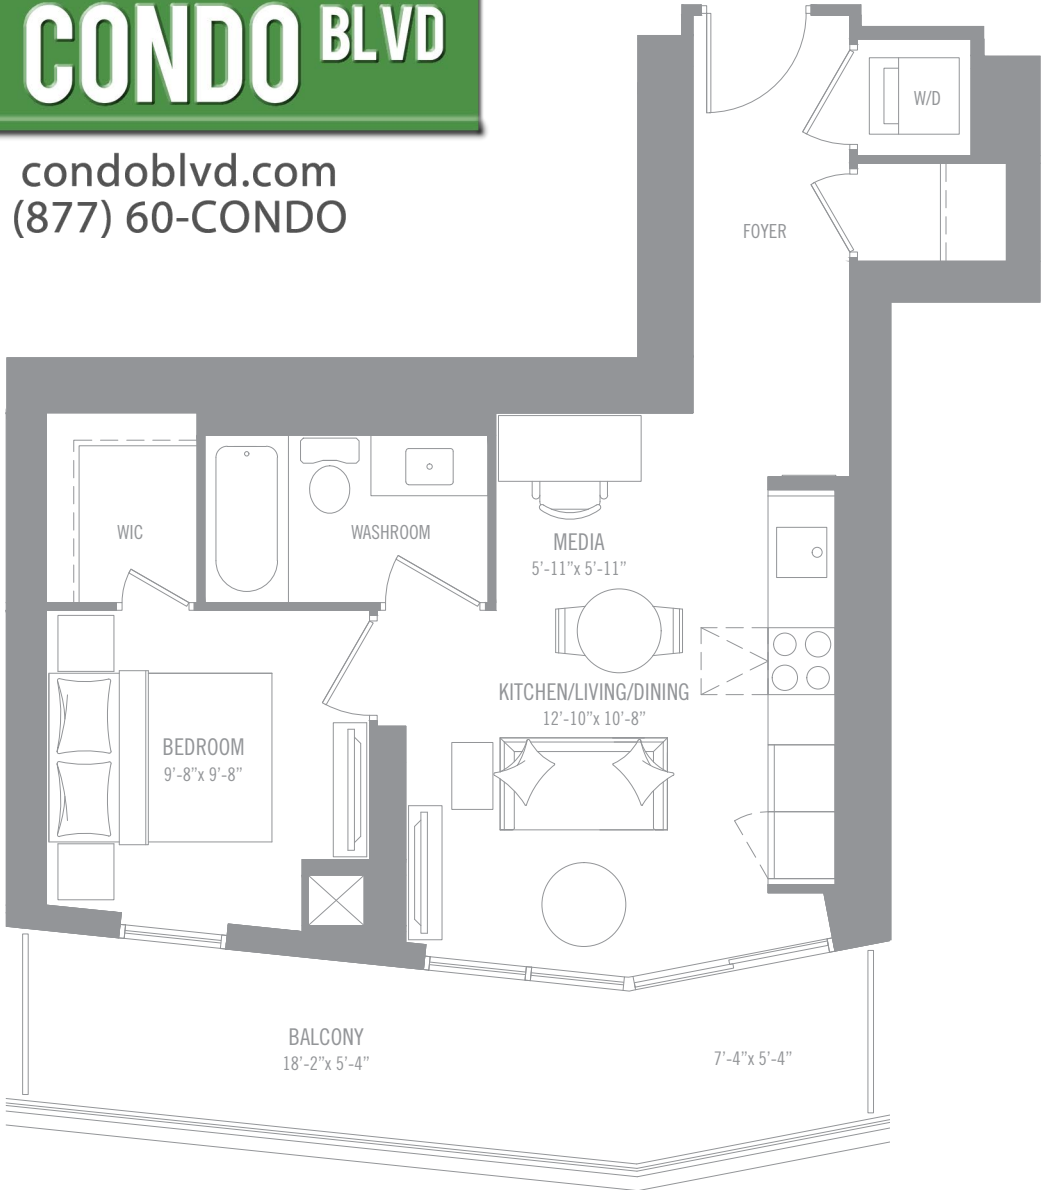 CONDO BLVD
condoblvd.com
(877) 60-CONDO
W/D
FOYER
WIC
WASHROOM
MEDIA
5'-11”x 5'-11”
KITCHEN/LIVING/DINING
12'-10”x 10'-8”
BEDROOM
9'-8”x 9'-8”
BALCONY
18'-2”x 5'-4”
7'-4”x 5'-4”